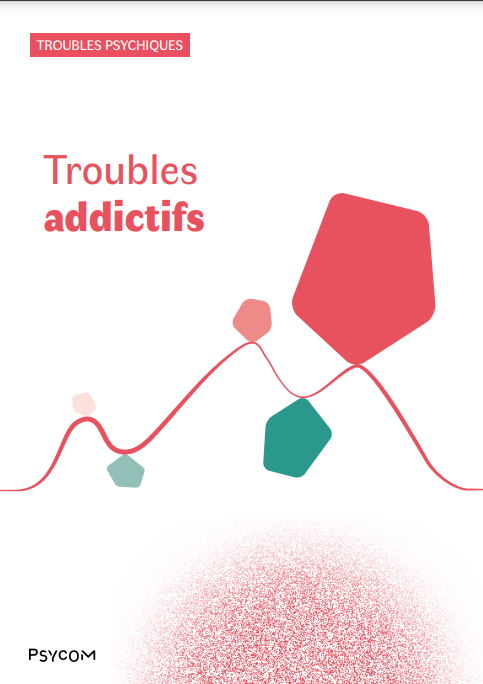 TROUBLES PSYCHIQUES
Troubles
addictifs
PSYCOM